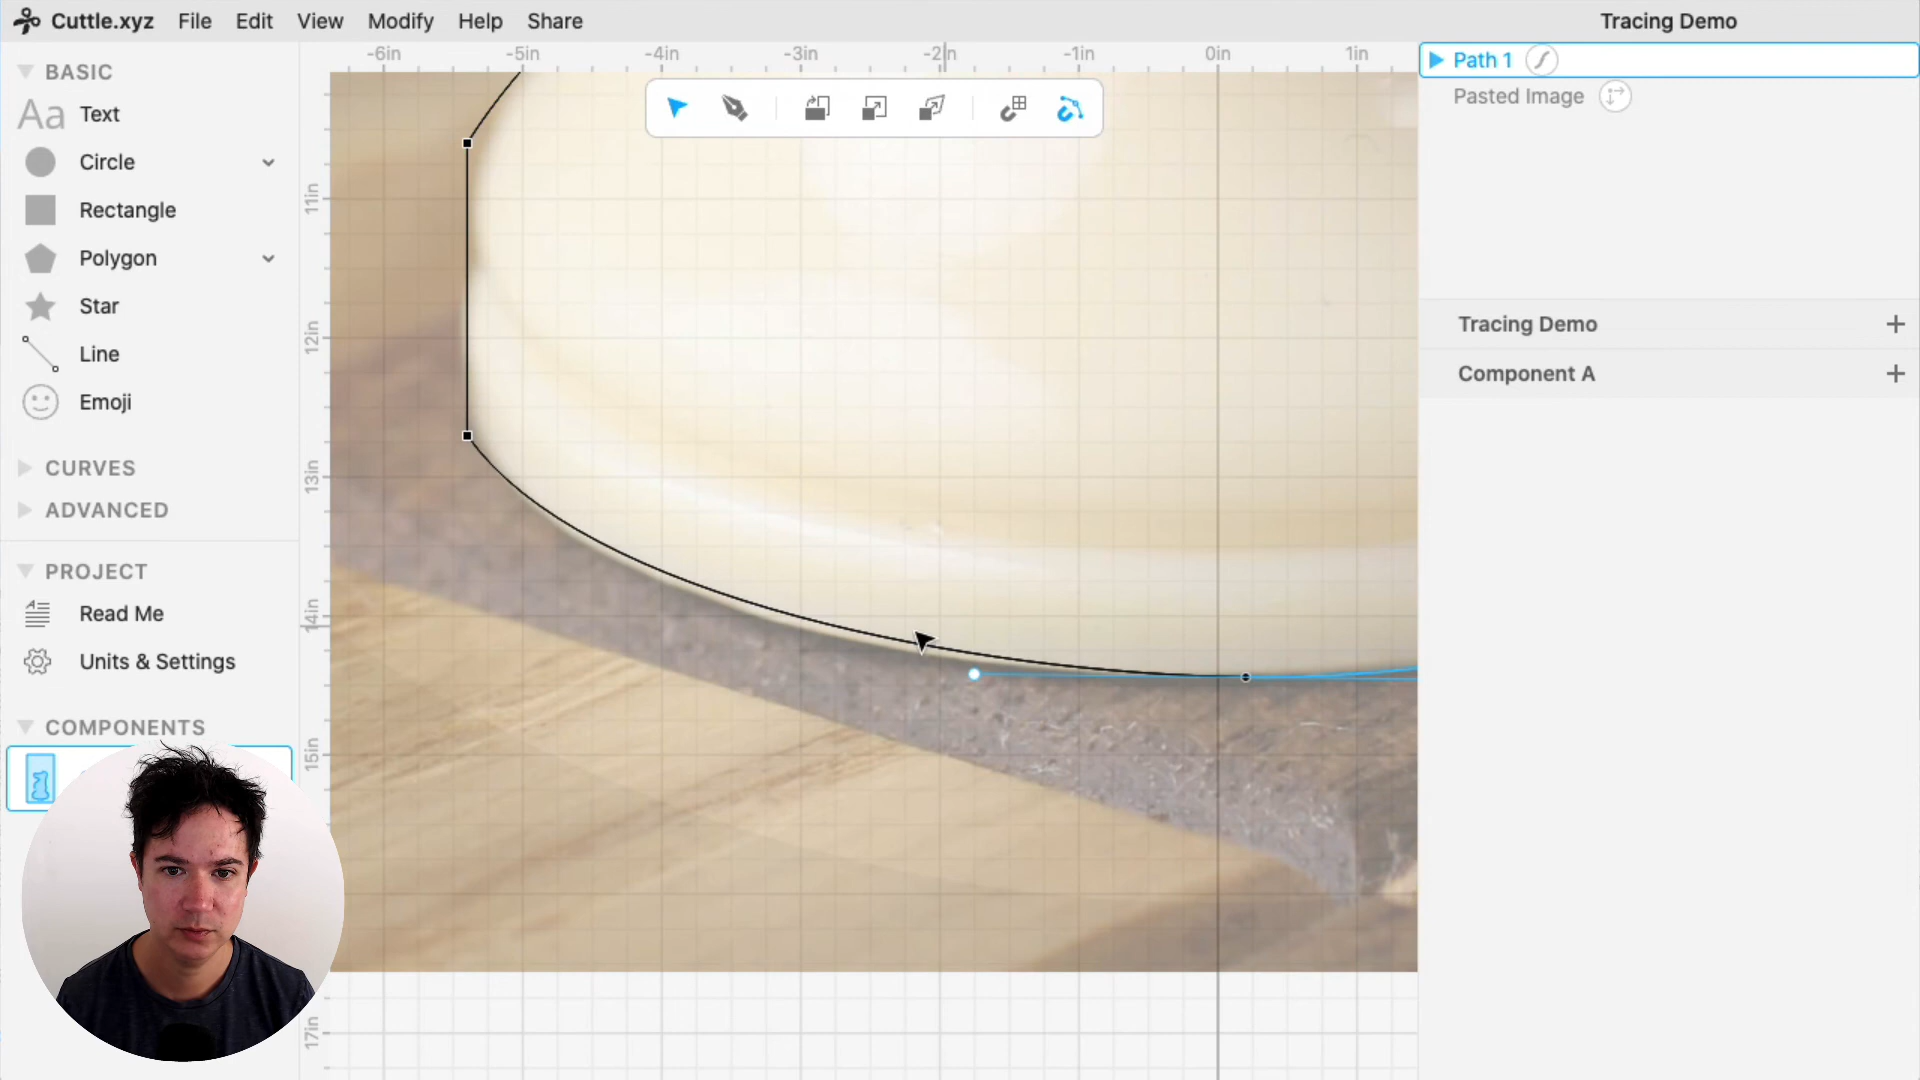 Cuttle.xyz File Edit View Modify Help Share Tracing Demo
-6in -5in -4in -3in -2in -1in 0in 1in
BASIC
Aa Text
Circle
Rectangle
Polygon
Star
Line
Emoji
CURVES
ADVANCED
PROJECT
Read Me
Units & Settings
COMPONENTS
11in
12in
13in
14in
15in
17in
Path 1
Pasted Image
Tracing Demo
Component A